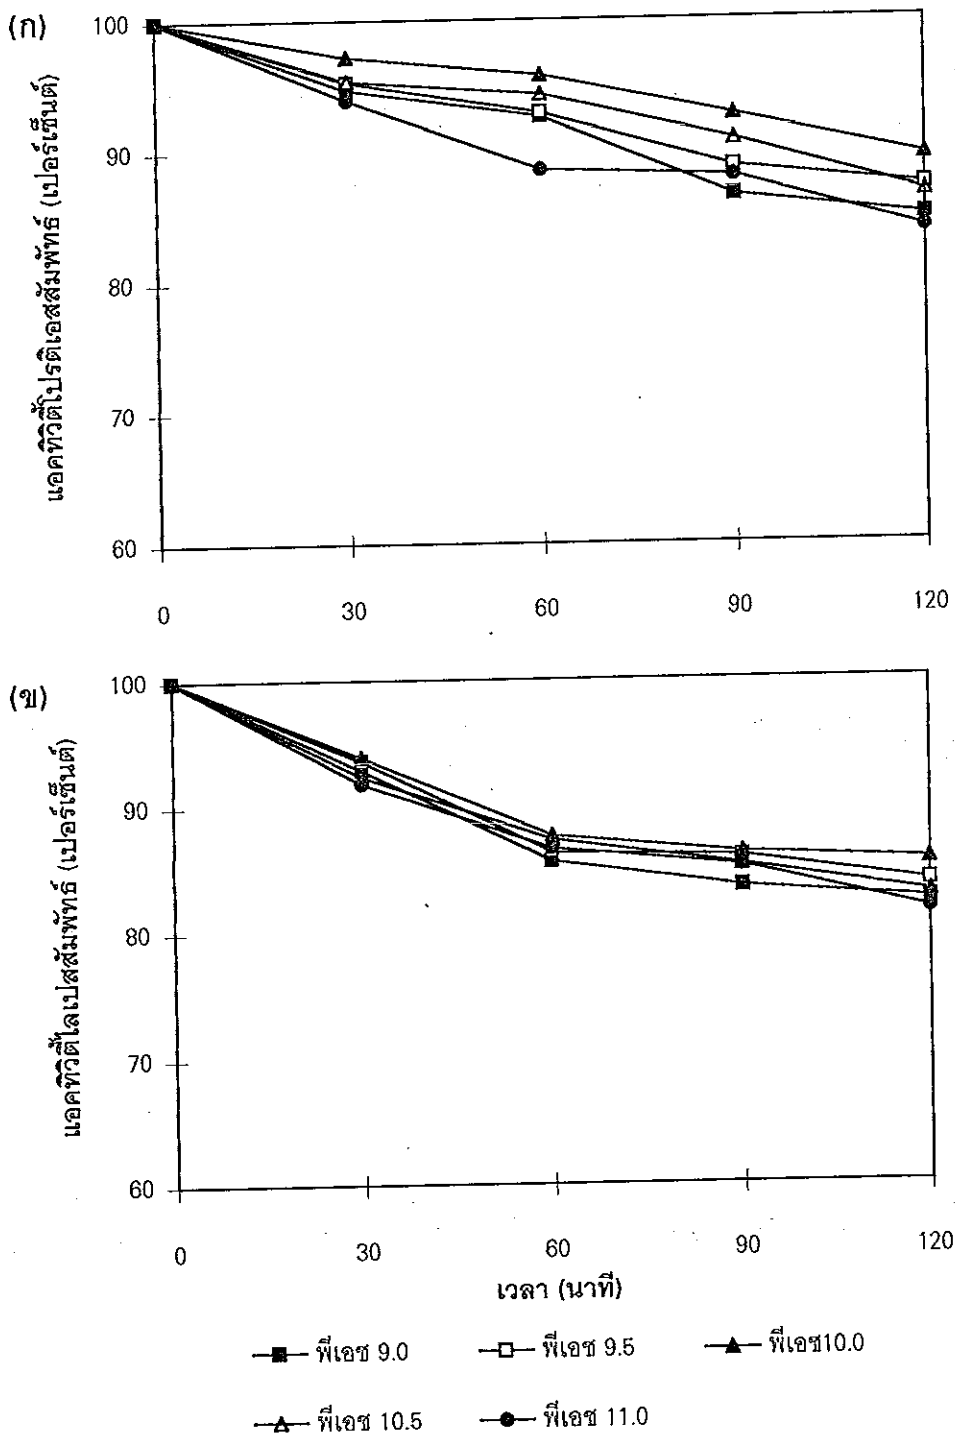 (ก)
100
90
80
70
60
แอคทิวิตี้โปรติเอสสัมพัทธ์ (เปอร์เซ็นต์)
0 30 60 90 120
(ข)
100
90
80
70
60
แอคทิวิตี้ไลเปสสัมพัทธ์ (เปอร์เซ็นต์)
0 30 60 90 120
เวลา (นาที)
พีเอช 9.0 พีเอช 9.5 พีเอช10.0
พีเอช 10.5 พีเอช 11.0